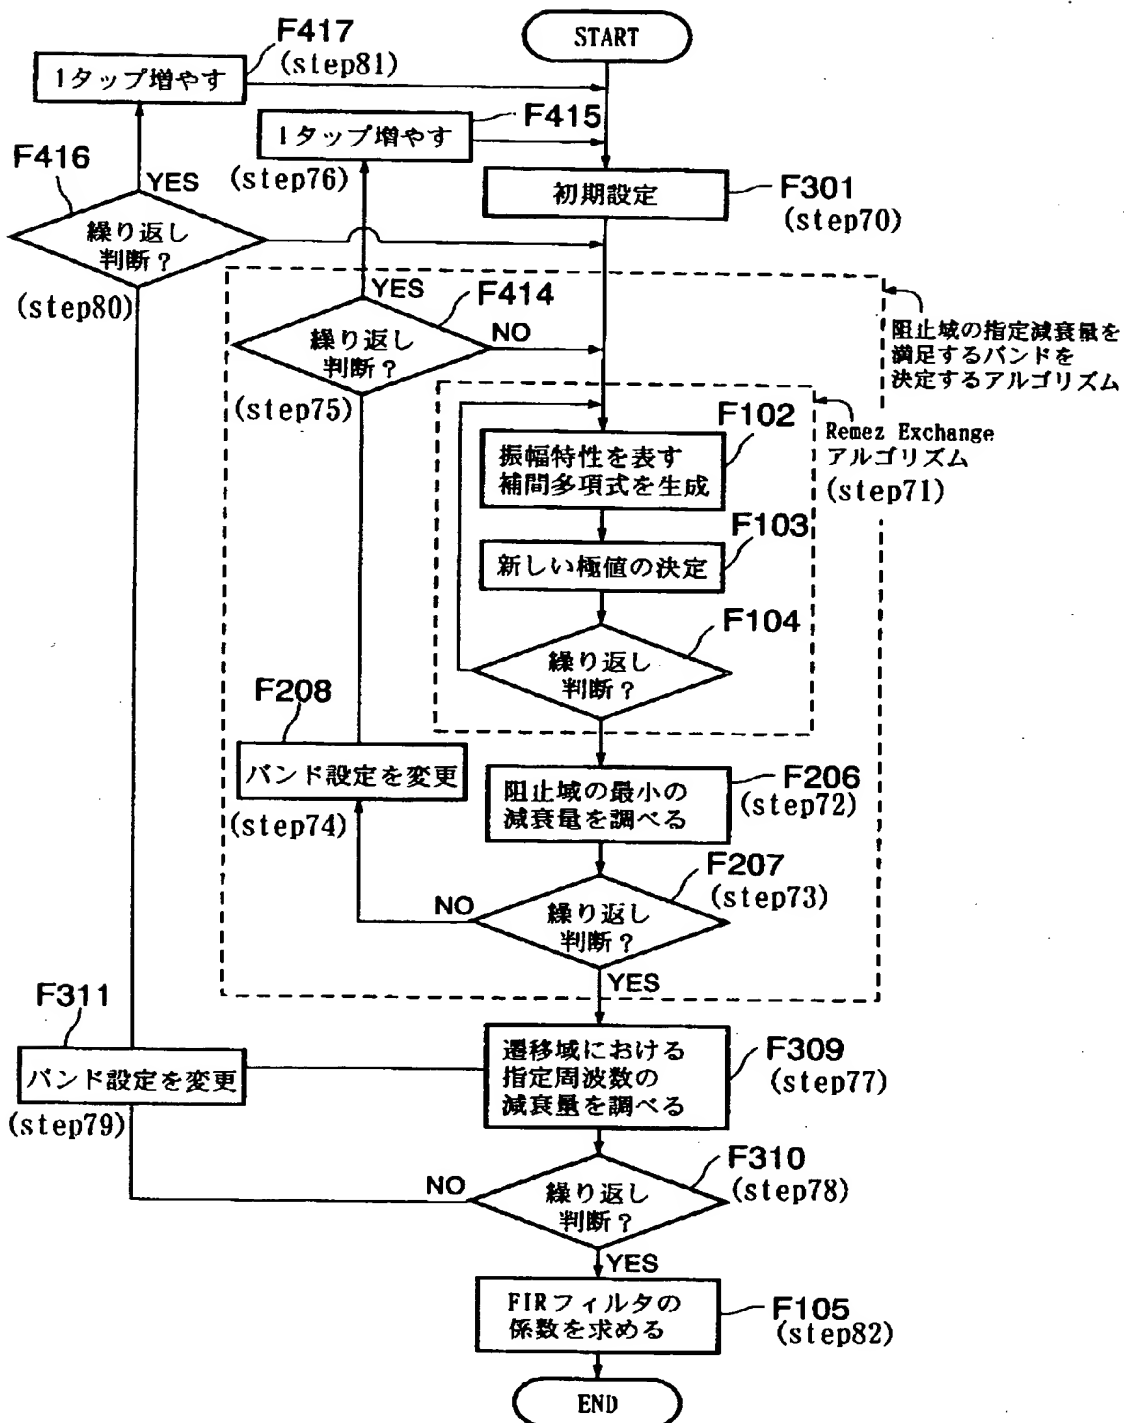 START
F417
(step81)
1タップ増やす
F415
1タップ増やす
(step76)
F416
YES
繰り返し
判断?
(step80)
初期設定
F301
(step70)
YES
F414
繰り返し
判断?
NO
(step75)
阻止域の指定減衰量を
満足するバンドを
決定するアルゴリズム
F102
振幅特性を表す
補間多項式を生成
Remez Exchange
アルゴリズム
(step71)
F103
新しい極値の決定
F104
繰り返し
判断?
F208
バンド設定を変更
(step74)
阻止域の最小の
減衰量を調べる
F206
(step72)
F207
(step73)
NO
繰り返し
判断?
YES
F311
バンド設定を変更
(step79)
遷移域における
指定周波数の
減衰量を調べる
F309
(step77)
F310
(step78)
NO
繰り返し
判断?
YES
FIRフィルタの
係数を求める
F105
(step82)
END